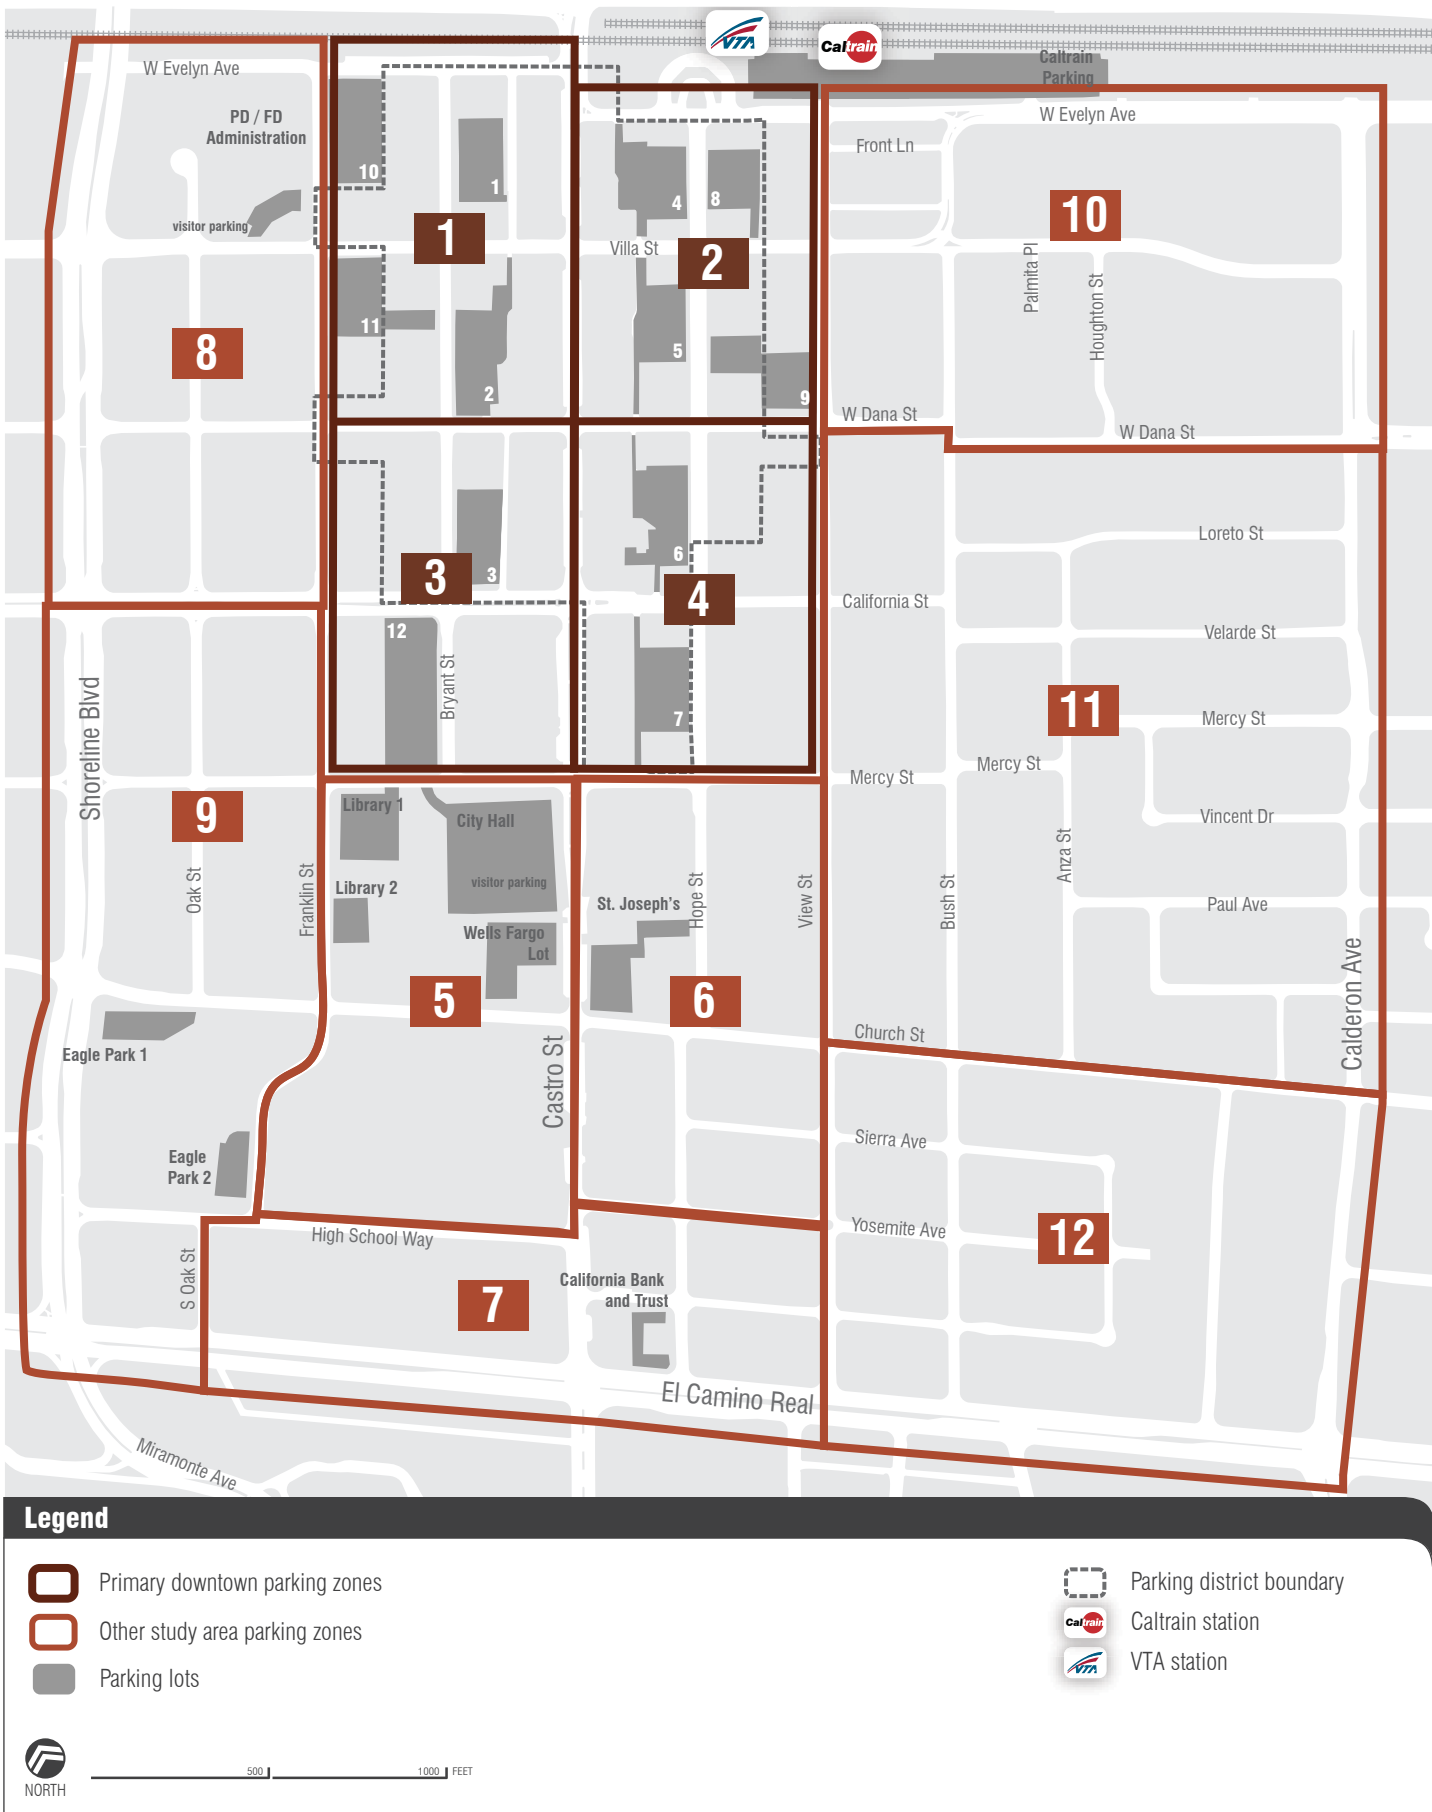 VTA
Caltrain
Caltrain
Parking
W Evelyn Ave
W Evelyn Ave
PD / FD
Administration
Front Ln
10
1
4
8
10
visitor parking
1
Villa St
2
Palmita Pl
Houghton St
11
8
5
2
9
W Dana St
W Dana St
Loreto St
6
3
3
4
California St
12
Velarde St
Bryant St
Shoreline Blvd
7
11
Mercy St
Mercy St
Mercy St
9
Library 1
City Hall
Vincent Dr
Anza St
Oak St
Franklin St
Library 2
visitor parking
St. Joseph's
Hope St
View St
Bush St
Paul Ave
Wells Fargo
Lot
5
6
Calderon Ave
Church St
Eagle Park 1
Castro St
Eagle
Park 2
Sierra Ave
High School Way
Yosemite Ave
12
S Oak St
California Bank
and Trust
7
El Camino Real
Miramonte Ave
Legend
Primary downtown parking zones
Other study area parking zones
Parking lots
Parking district boundary
Caltrain
Caltrain station
VTA
VTA station
NORTH
500
1000
FEET